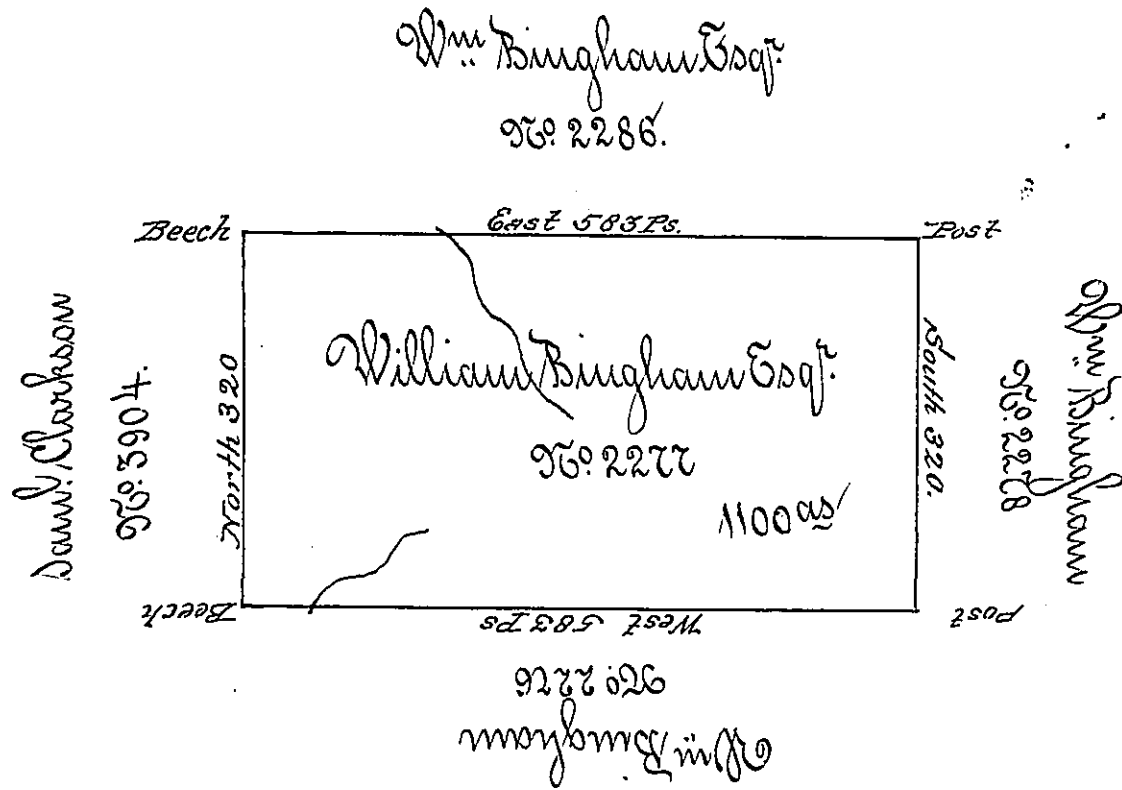 Wm Bingham Esqr.
No. 2286.
Beech
East 583 Ps.
Post
Saml. Clarkson
No. 3904.
North 320
William Bingham Esqr.
No. 2277
1100 as
South 320.
No. 2278
Wm Bingham
Beech
West 583 Ps
Post
No. 2276
Wm Bingham